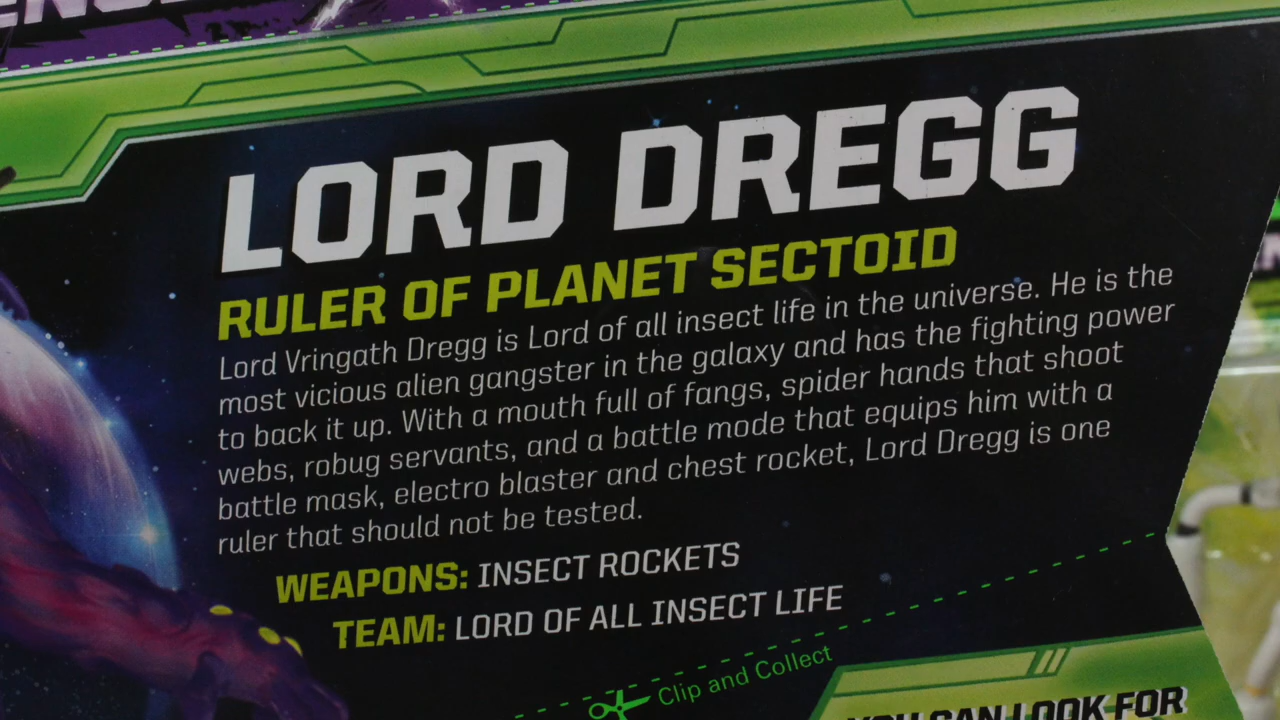 LORD DREGG
RULER OF PLANET SECTOID
Lord Vringath Dregg is Lord of all insect life in the universe. He is the
most vicious alien gangster in the galaxy and has the fighting power
to back it up. With a mouth full of fangs, spider hands that shoot
webs, robug servants, and a battle mode that equips him with a
battle mask, electro blaster and chest rocket, Lord Dregg is one
ruler that should not be tested.
WEAPONS: INSECT ROCKETS
TEAM: LORD OF ALL INSECT LIFE
Clip and Collect
YOU CAN LOOK FOR